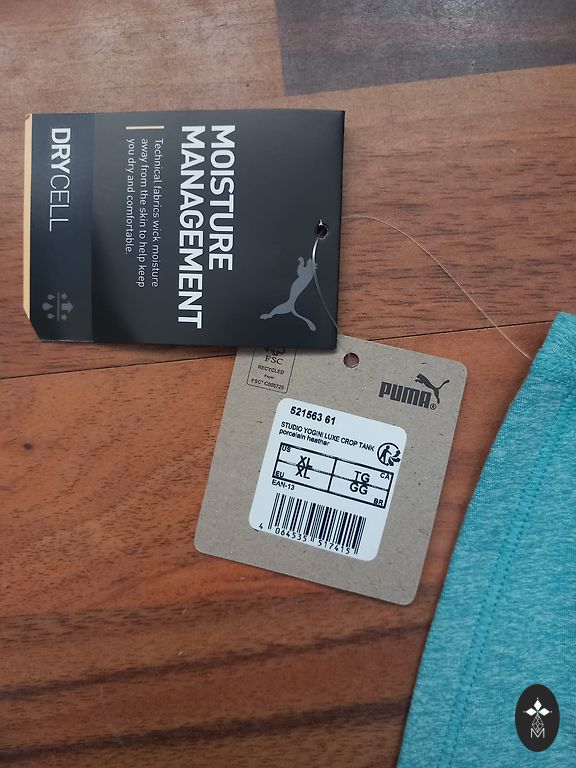 MOISTURE
MANAGEMENT
Technical fabrics wick moisture
away from the skin to help keep
you dry and comfortable.
DRYCELL
FSC
RECYCLED
Paper
FSC® C005725
PUMA®
521563 61
STUDIO YOGINI LUXE CROP TANK
porcelain heather
US XL
TG CA
EU XL
GG BR
EAN-13
4 064535 517415
M